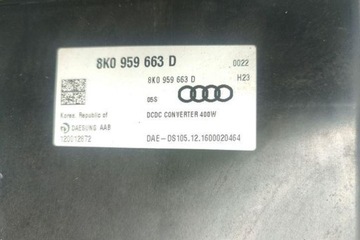 8K0 959 663 D
0022
8K0 959 663 D
H23
05S
Korea. Republic of
DCDC CONVERTER 400W
DAESUNG AAB
120012672
DAE-DS105.12.1600020464